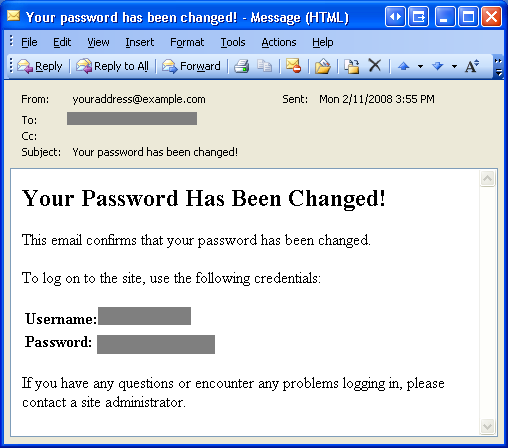 Your password has been changed! - Message (HTML)
File Edit View Insert Format Tools Actions Help
Reply Reply to All Forward A
From: youraddress@example.com Sent: Mon 2/11/2008 3:55 PM
To:
Cc:
Subject: Your password has been changed!
Your Password Has Been Changed!
This email confirms that your password has been changed.
To log on to the site, use the following credentials:
Username:
Password:
If you have any questions or encounter any problems logging in, please
contact a site administrator.